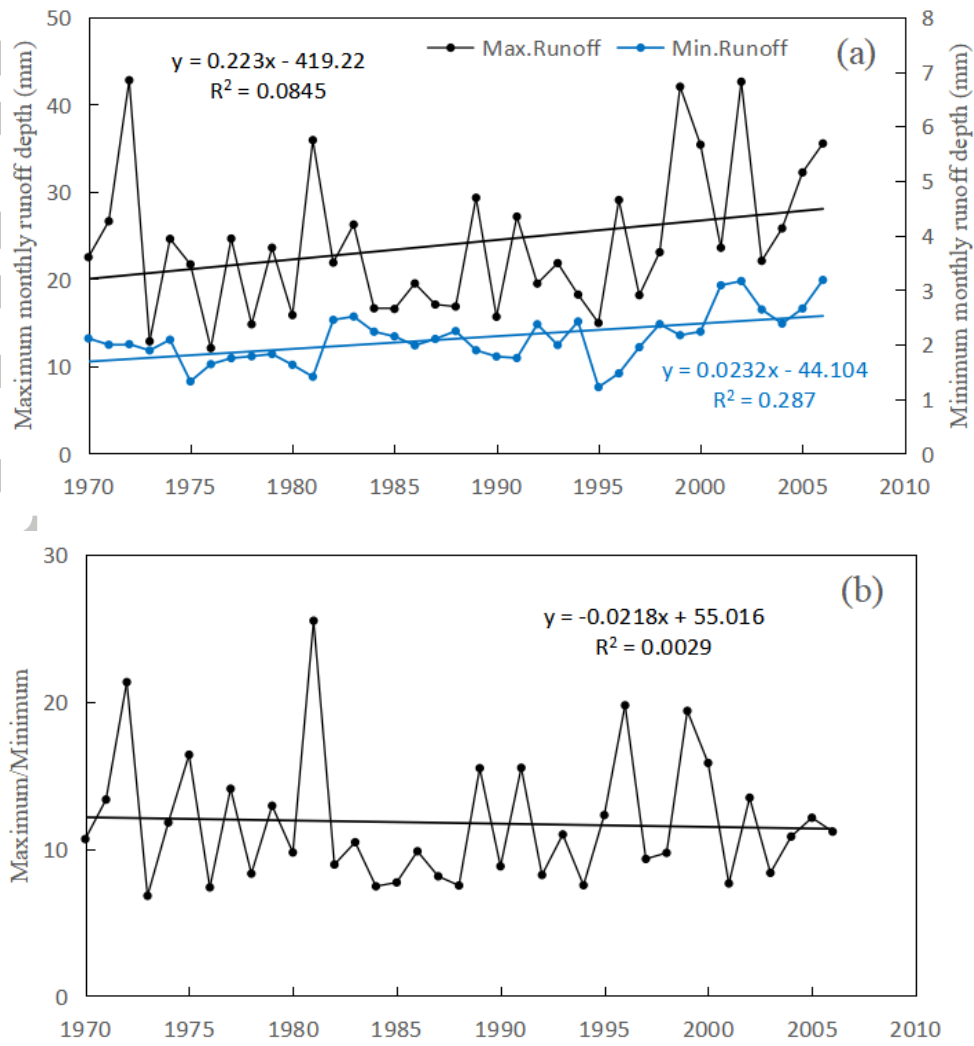 50
40
30
20
10
0
Maximum monthly runoff depth (mm)
y = 0.223x - 419.22
R² = 0.0845
Max.Runoff
Min.Runoff
(a)
8
7
6
5
4
3
2
1
0
Minimum monthly runoff depth (mm)
y = 0.0232x - 44.104
R² = 0.287
1970 1975 1980 1985 1990 1995 2000 2005 2010
30
20
10
0
Maximum/Minimum
(b)
y = -0.0218x + 55.016
R² = 0.0029
1970 1975 1980 1985 1990 1995 2000 2005 2010